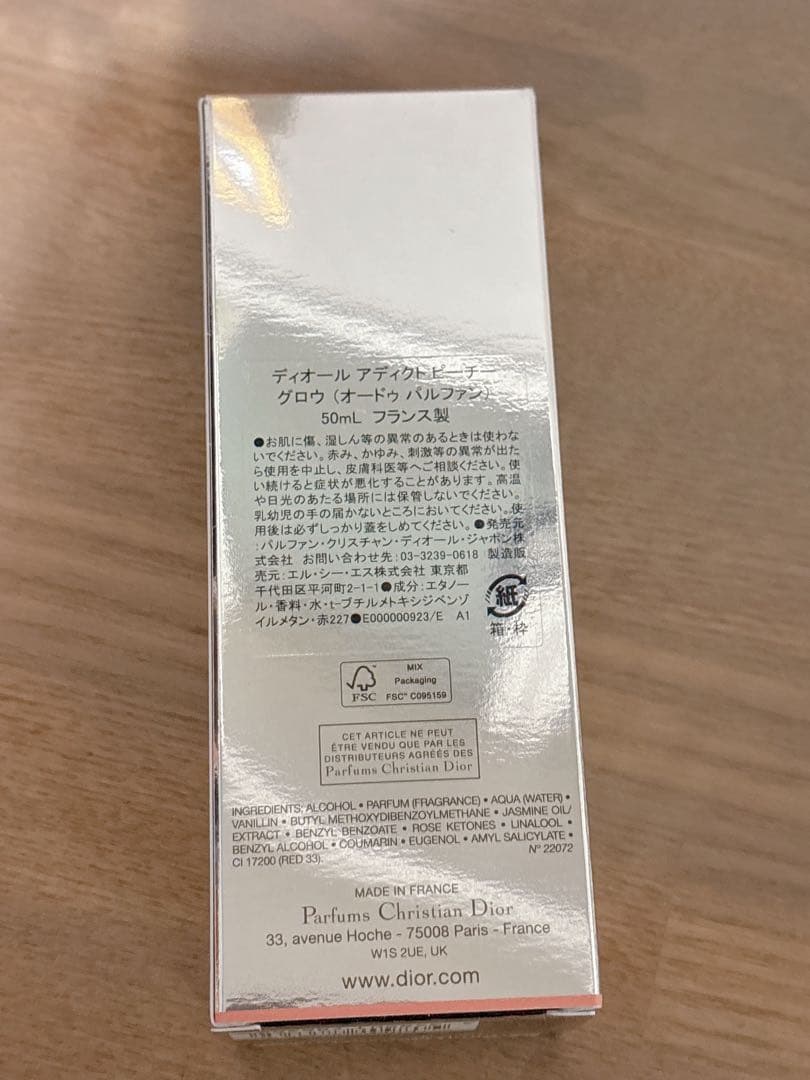 ディオール アディクト ピーチー
グロウ (オードゥ パルファン)
50mL フランス製
●お肌に傷、湿しん等の異常のあるときは使わな
いでください。赤み、かゆみ、刺激等の異常が出た
ら使用を中止し、皮膚科医等へご相談ください。使
い続けると症状が悪化することがあります。高温
や日光のあたる場所には保管しないでください。
乳幼児の手の届かないところにおいてください。使
用後は必ずしっかり蓋をしめてください。●発売元
:パルファン・クリスチャン・ディオール・ジャポン株
式会社 お問い合わせ先:03-3239-0618 製造販
売元:エル・シー・エス株式会社 東京都
千代田区平河町2-1-1●成分:エタノー
ル・香料・水・t-ブチルメトキシジベンゾ
イルメタン・赤227●E000000923/E A1
紙
箱・枠
FSC
MIX
Packaging
FSC® C095159
CET ARTICLE NE PEUT
ÊTRE VENDU QUE PAR LES
DISTRIBUTEURS AGRÉÉS DES
Parfums Christian Dior
INGREDIENTS: ALCOHOL • PARFUM (FRAGRANCE) • AQUA (WATER) •
VANILLIN • BUTYL METHOXYDIBENZOYLMETHANE • JASMINE OIL/
EXTRACT • BENZYL BENZOATE • ROSE KETONES • LINALOOL •
BENZYL ALCOHOL • COUMARIN • EUGENOL • AMYL SALICYLATE •
CI 17200 (RED 33). N° 22072
MADE IN FRANCE
Parfums Christian Dior
33, avenue Hoche - 75008 Paris - France
W1S 2UE, UK
www.dior.com